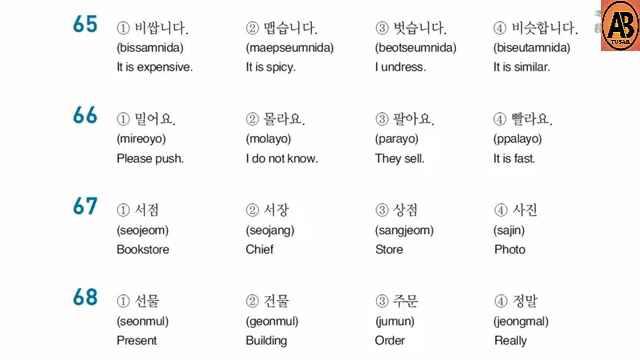 65 ① 비쌉니다. ② 맵습니다. ③ 벗습니다. ④ 비슷합니다.
(bissamnida) (maepseumnida) (beotseumnida) (biseutamnida)
It is expensive. It is spicy. I undress. It is similar.
66 ① 밀어요. ② 몰라요. ③ 팔아요. ④ 빨라요.
(mireoyo) (molayo) (parayo) (ppalayo)
Please push. I do not know. They sell. It is fast.
67 ① 서점 ② 서장 ③ 상점 ④ 사진
(seojeom) (seojang) (sangjeom) (sajin)
Bookstore Chief Store Photo
68 ① 선물 ② 건물 ③ 주문 ④ 정말
(seonmul) (geonmul) (jumun) (jeongmal)
Present Building Order Really
AB
TUSAR